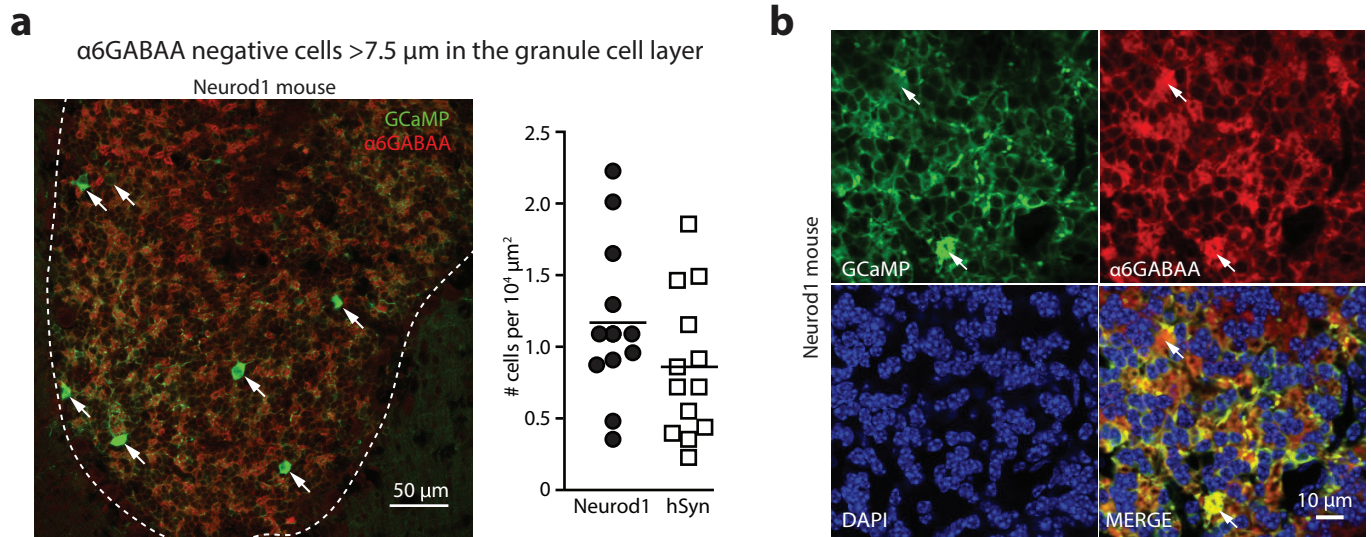 a
α6GABAA negative cells >7.5 µm in the granule cell layer
Neurod1 mouse
GCaMP
α6GABAA
50 µm
# cells per 10⁴ µm²
2.5
2.0
1.5
1.0
0.5
0
Neurod1 hSyn
b
Neurod1 mouse
GCaMP
α6GABAA
DAPI
MERGE
10 µm